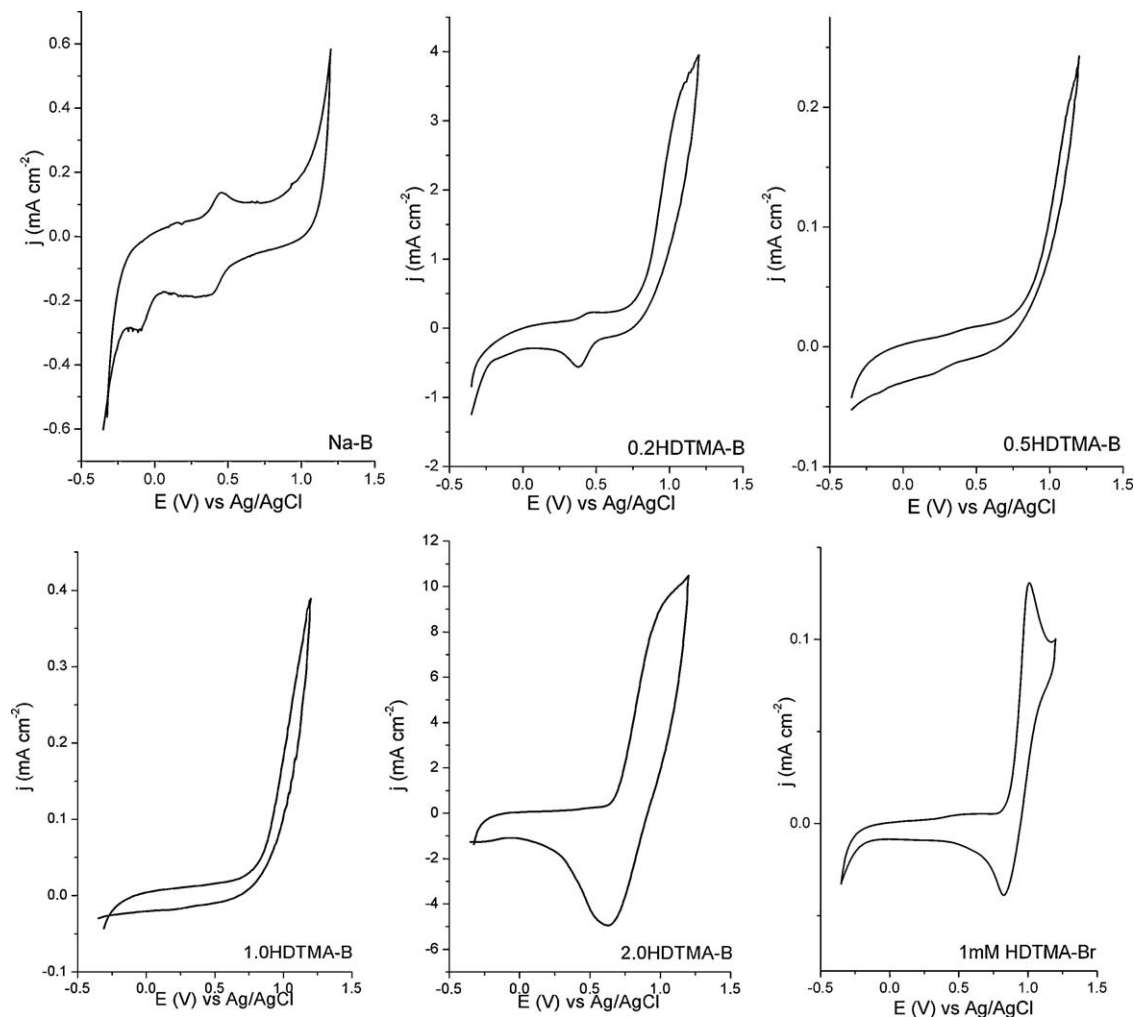 0.6
0.4
0.2
0.0
-0.2
-0.4
-0.6
j (mA cm-2)
-0.5 0.0 0.5 1.0 1.5
E (V) vs Ag/AgCl
Na-B
4
3
2
1
0
-1
-2
j (mA cm-2)
-0.5 0.0 0.5 1.0 1.5
E (V) vs Ag/AgCl
0.2HDTMA-B
0.2
0.1
0.0
-0.1
j (mA cm-2)
-0.5 0.0 0.5 1.0 1.5
E (V) vs Ag/AgCl
0.5HDTMA-B
0.4
0.3
0.2
0.1
0.0
-0.1
j (mA cm-2)
-0.5 0.0 0.5 1.0 1.5
E (V) vs Ag/AgCl
1.0HDTMA-B
12
10
8
6
4
2
0
-2
-4
-6
j (mA cm-2)
-0.5 0.0 0.5 1.0 1.5
E (V) vs Ag/AgCl
2.0HDTMA-B
0.1
0.0
j (mA cm-2)
-0.5 0.0 0.5 1.0 1.5
E (V) vs Ag/AgCl
1mM HDTMA-Br